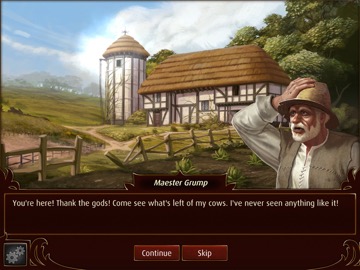 Maester Grump
You're here! Thank the gods! Come see what's left of my cows. I've never seen anything like it!
Continue
Skip